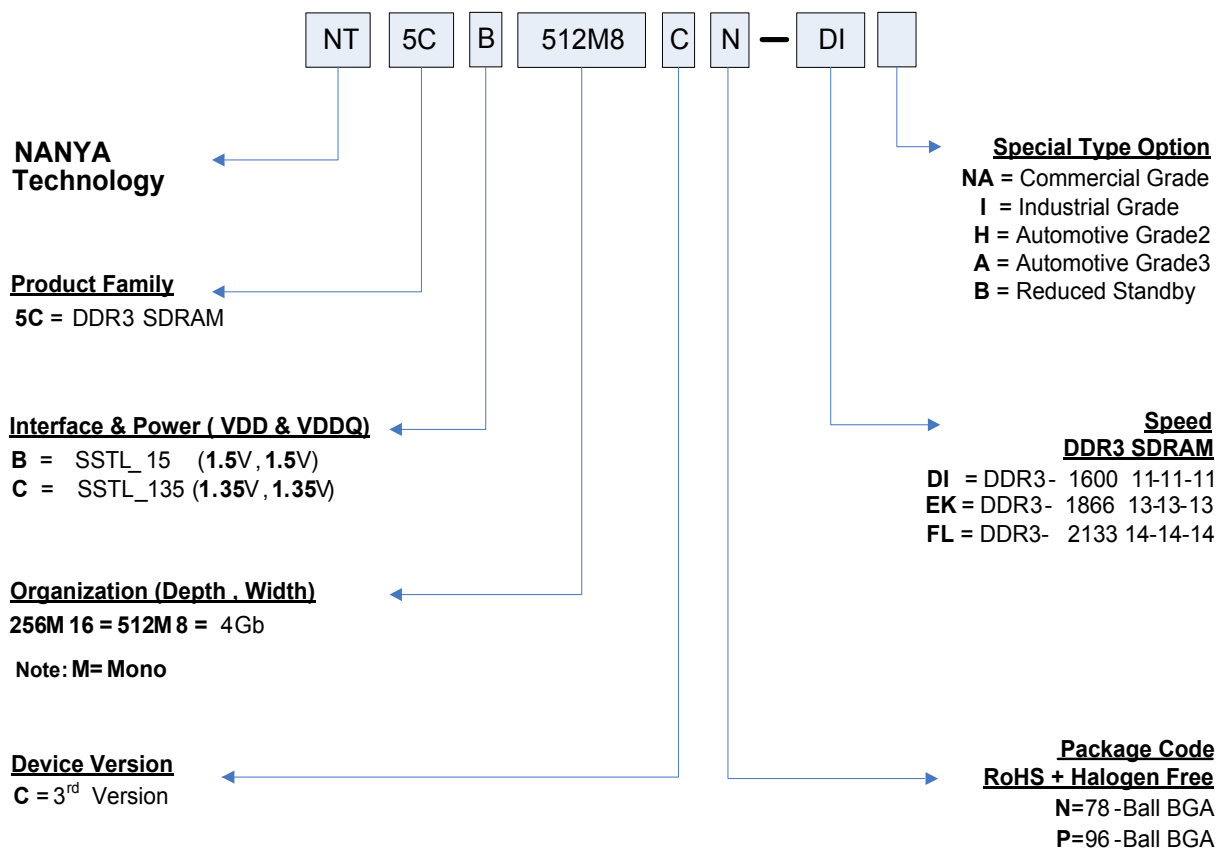 NT 5C B 512M8 C N – DI
NANYA
Technology
Product Family
5C = DDR3 SDRAM
Interface & Power ( VDD & VDDQ)
B = SSTL_ 15 (1.5V , 1.5V)
C = SSTL_135 (1.35V , 1.35V)
Organization (Depth , Width)
256M 16 = 512M 8 = 4Gb
Note: M= Mono
Device Version
C = 3rd Version
Special Type Option
NA = Commercial Grade
I = Industrial Grade
H = Automotive Grade2
A = Automotive Grade3
B = Reduced Standby
Speed
DDR3 SDRAM
DI = DDR3- 1600 11-11-11
EK = DDR3- 1866 13-13-13
FL = DDR3- 2133 14-14-14
Package Code
RoHS + Halogen Free
N=78 -Ball BGA
P=96 -Ball BGA